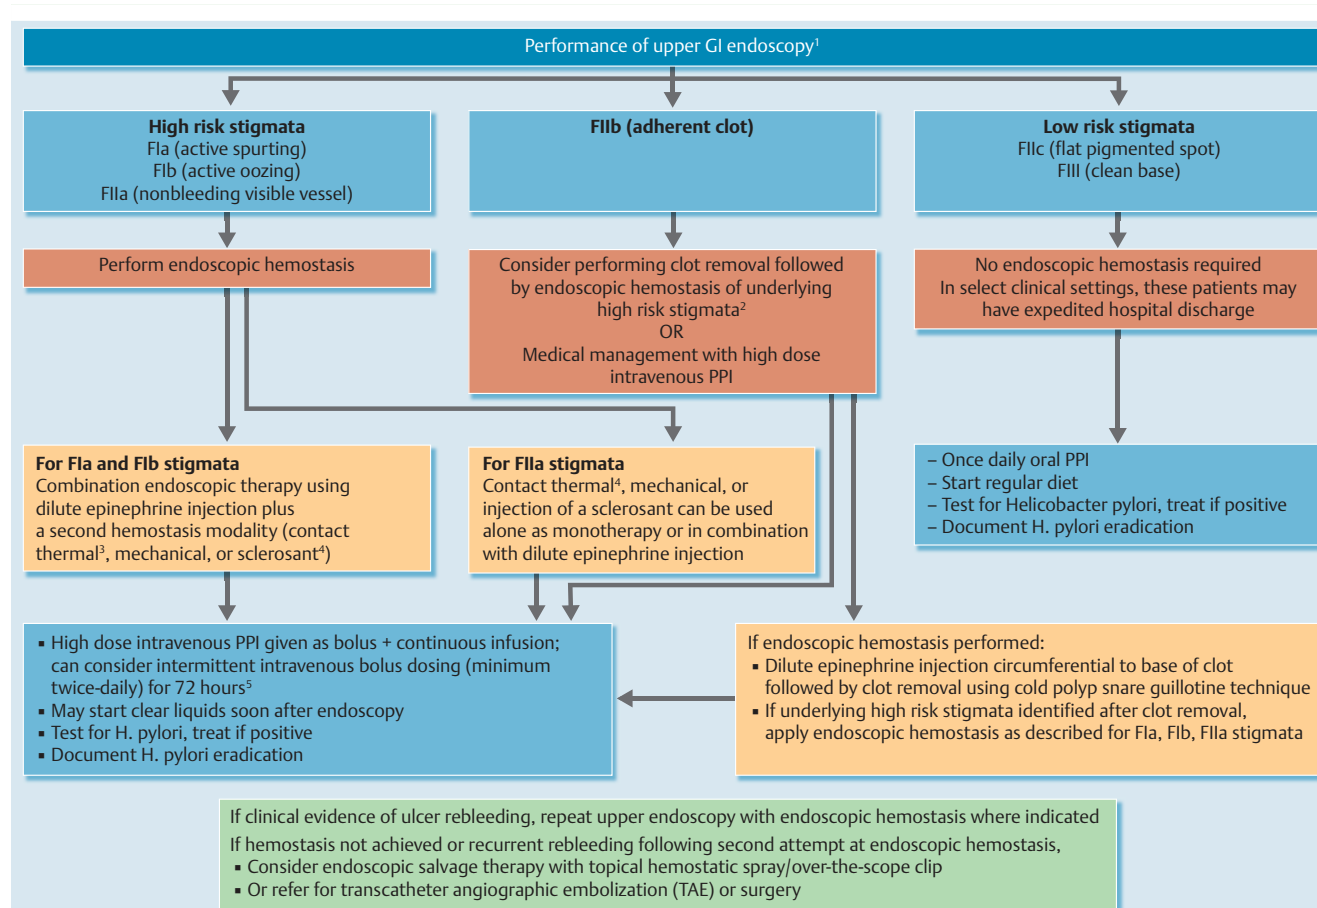 Performance of upper GI endoscopy¹
High risk stigmata
FIa (active spurting)
FIb (active oozing)
FIIa (nonbleeding visible vessel)
FIIb (adherent clot)
Low risk stigmata
FIIc (flat pigmented spot)
FIII (clean base)
Perform endoscopic hemostasis
Consider performing clot removal followed
by endoscopic hemostasis of underlying
high risk stigmata²
OR
Medical management with high dose
intravenous PPI
No endoscopic hemostasis required
In select clinical settings, these patients may
have expedited hospital discharge
For FIa and FIb stigmata
Combination endoscopic therapy using
dilute epinephrine injection plus
a second hemostasis modality (contact
thermal³, mechanical, or sclerosant⁴)
For FIIa stigmata
Contact thermal⁴, mechanical, or
injection of a sclerosant can be used
alone as monotherapy or in combination
with dilute epinephrine injection
– Once daily oral PPI
– Start regular diet
– Test for Helicobacter pylori, treat if positive
– Document H. pylori eradication
▪ High dose intravenous PPI given as bolus + continuous infusion;
can consider intermittent intravenous bolus dosing (minimum
twice-daily) for 72 hours⁵
▪ May start clear liquids soon after endoscopy
▪ Test for H. pylori, treat if positive
▪ Document H. pylori eradication
If endoscopic hemostasis performed:
▪ Dilute epinephrine injection circumferential to base of clot
followed by clot removal using cold polyp snare guillotine technique
▪ If underlying high risk stigmata identified after clot removal,
apply endoscopic hemostasis as described for FIa, FIb, FIIa stigmata
If clinical evidence of ulcer rebleeding, repeat upper endoscopy with endoscopic hemostasis where indicated
If hemostasis not achieved or recurrent rebleeding following second attempt at endoscopic hemostasis,
▪ Consider endoscopic salvage therapy with topical hemostatic spray/over-the-scope clip
▪ Or refer for transcatheter angiographic embolization (TAE) or surgery